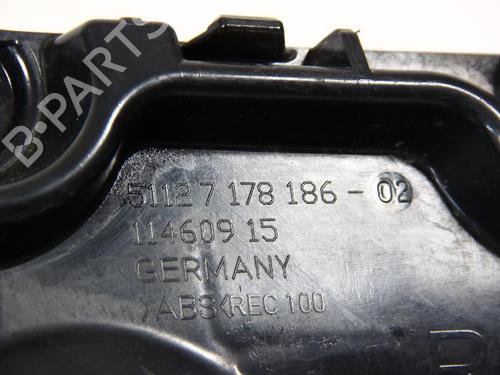 B-PARTS
5112 7 178 186-02
114609 15
GERMANY
>ABS<REC 100